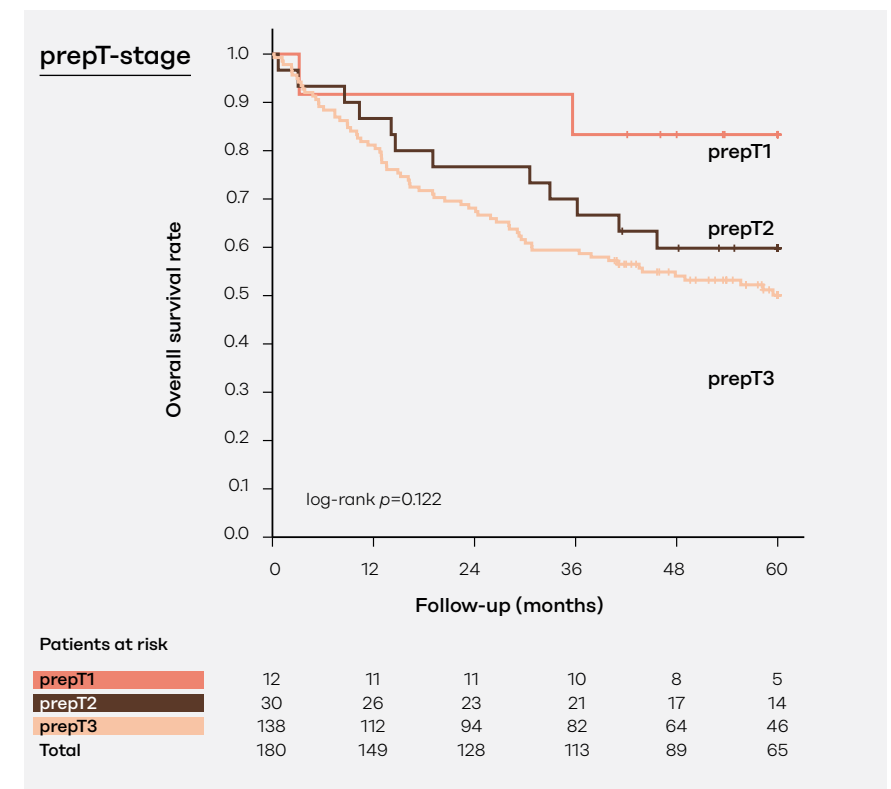 prepT-stage
1.0
0.9
0.8
0.7
0.6
0.5
0.4
0.3
0.2
0.1
0.0
Overall survival rate
prepT1
prepT2
prepT3
log-rank p=0.122
0 12 24 36 48 60
Follow-up (months)
Patients at risk
prepT1 12 11 11 10 8 5
prepT2 30 26 23 21 17 14
prepT3 138 112 94 82 64 46
Total 180 149 128 113 89 65